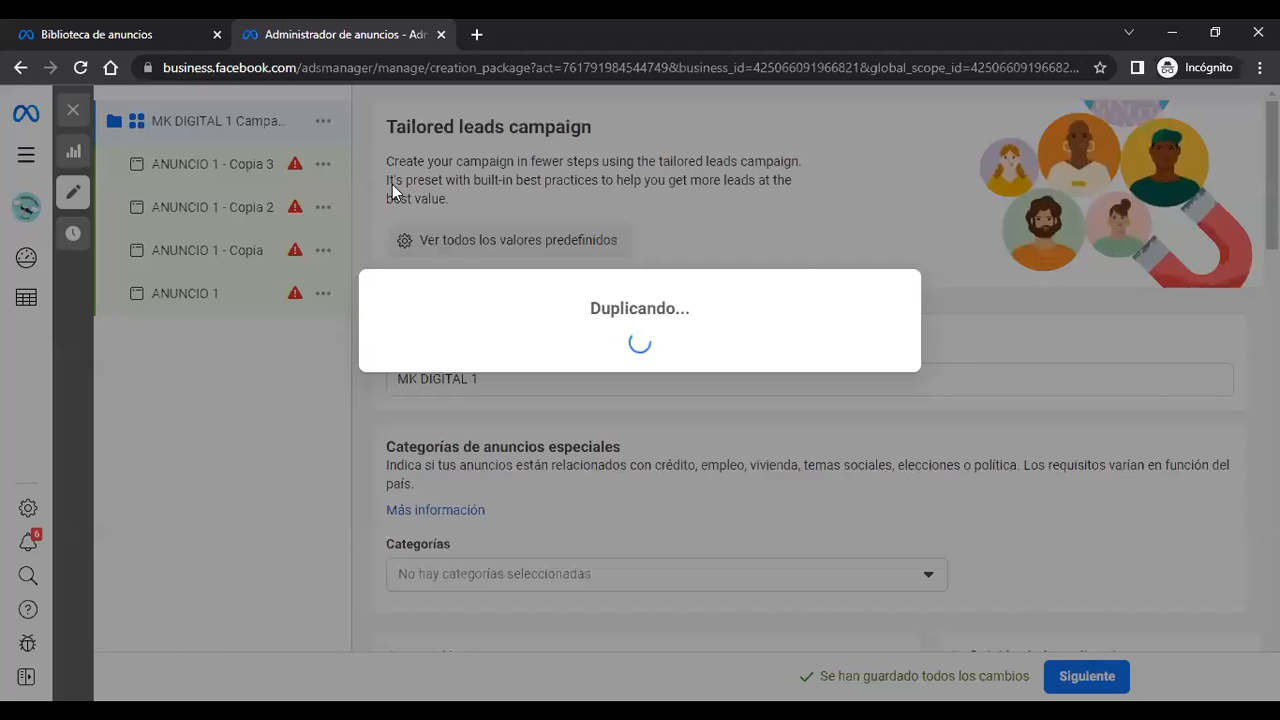 Biblioteca de anuncios
Administrador de anuncios - Adr
business.facebook.com/adsmanager/manage/creation_package?act=761791984544749&business_id=425066091966821&global_scope_id=42506609196682...
Incógnito
MK DIGITAL 1 Campa...
ANUNCIO 1 - Copia 3
ANUNCIO 1 - Copia 2
ANUNCIO 1 - Copia
ANUNCIO 1
6
Tailored leads campaign
Create your campaign in fewer steps using the tailored leads campaign.
It's preset with built-in best practices to help you get more leads at the
best value.
Ver todos los valores predefinidos
Duplicando...
MK DIGITAL 1
Categorías de anuncios especiales
Indica si tus anuncios están relacionados con crédito, empleo, vivienda, temas sociales, elecciones o política. Los requisitos varían en función del
país.
Más información
Categorías
No hay categorías seleccionadas
Se han guardado todos los cambios
Siguiente